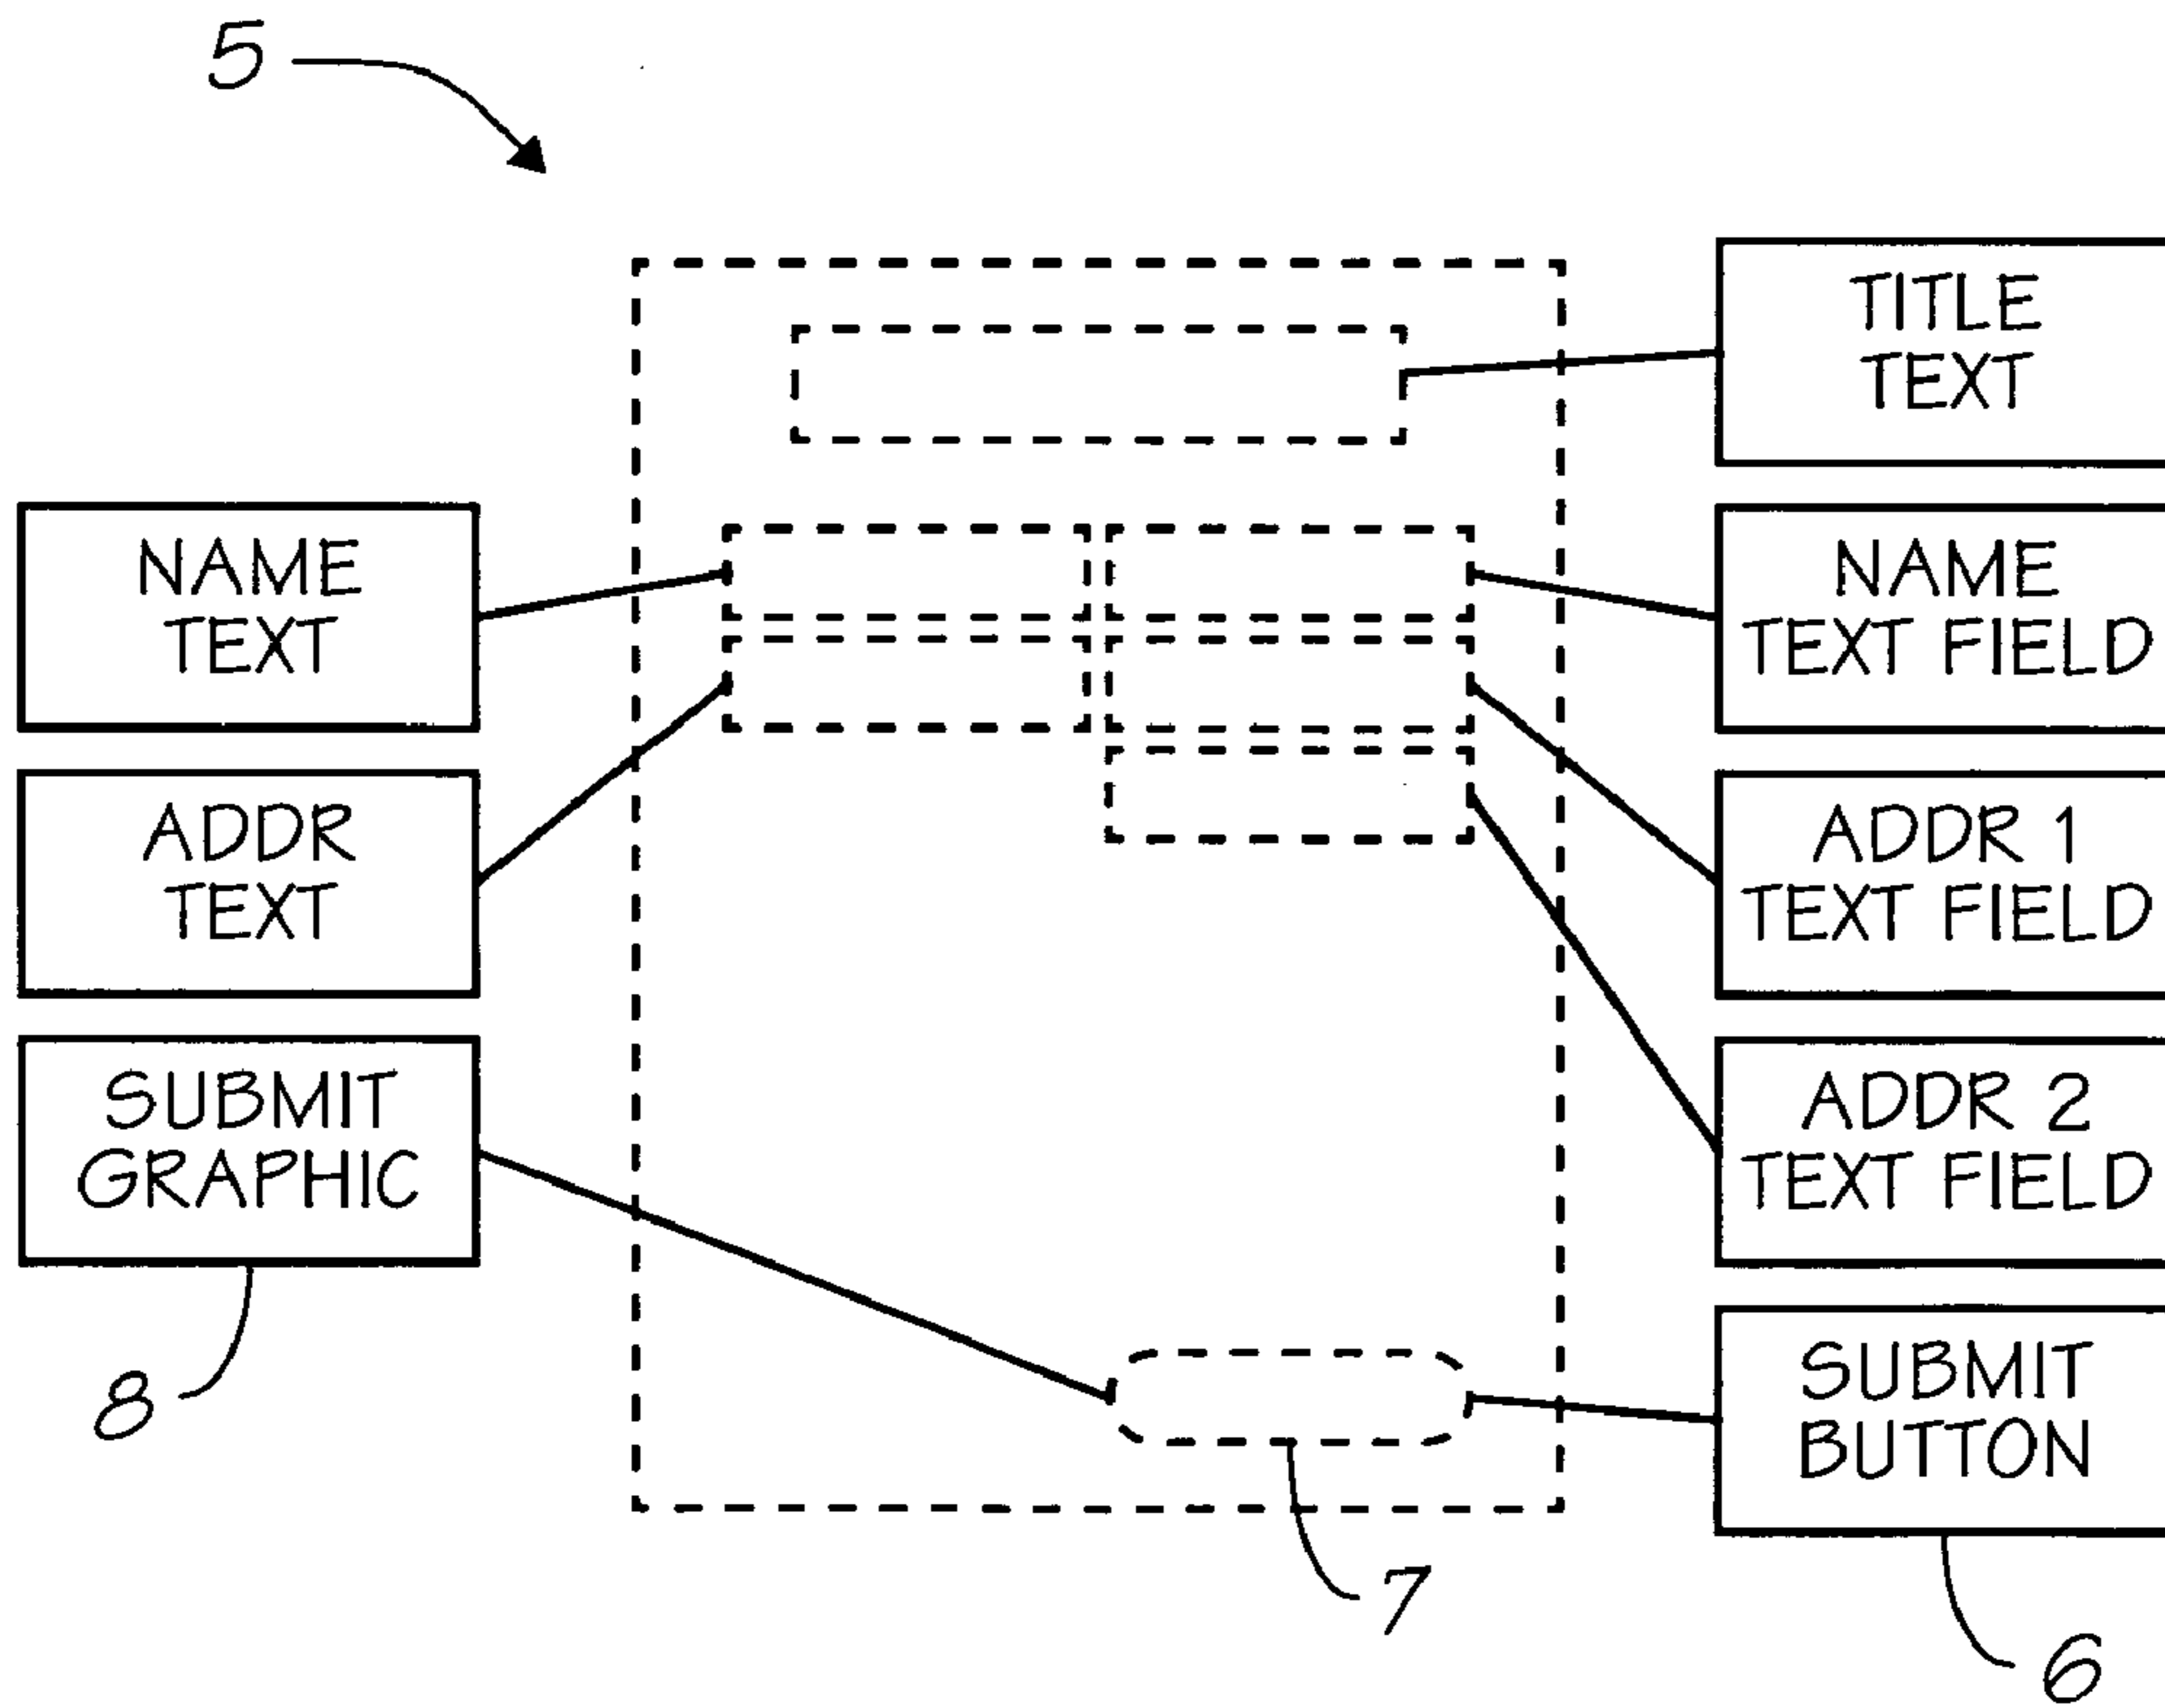 5
TITLE
TEXT
NAME
TEXT
NAME
TEXT FIELD
ADDR
TEXT
ADDR 1
TEXT FIELD
SUBMIT
GRAPHIC
ADDR 2
TEXT FIELD
SUBMIT
BUTTON
8
7
6